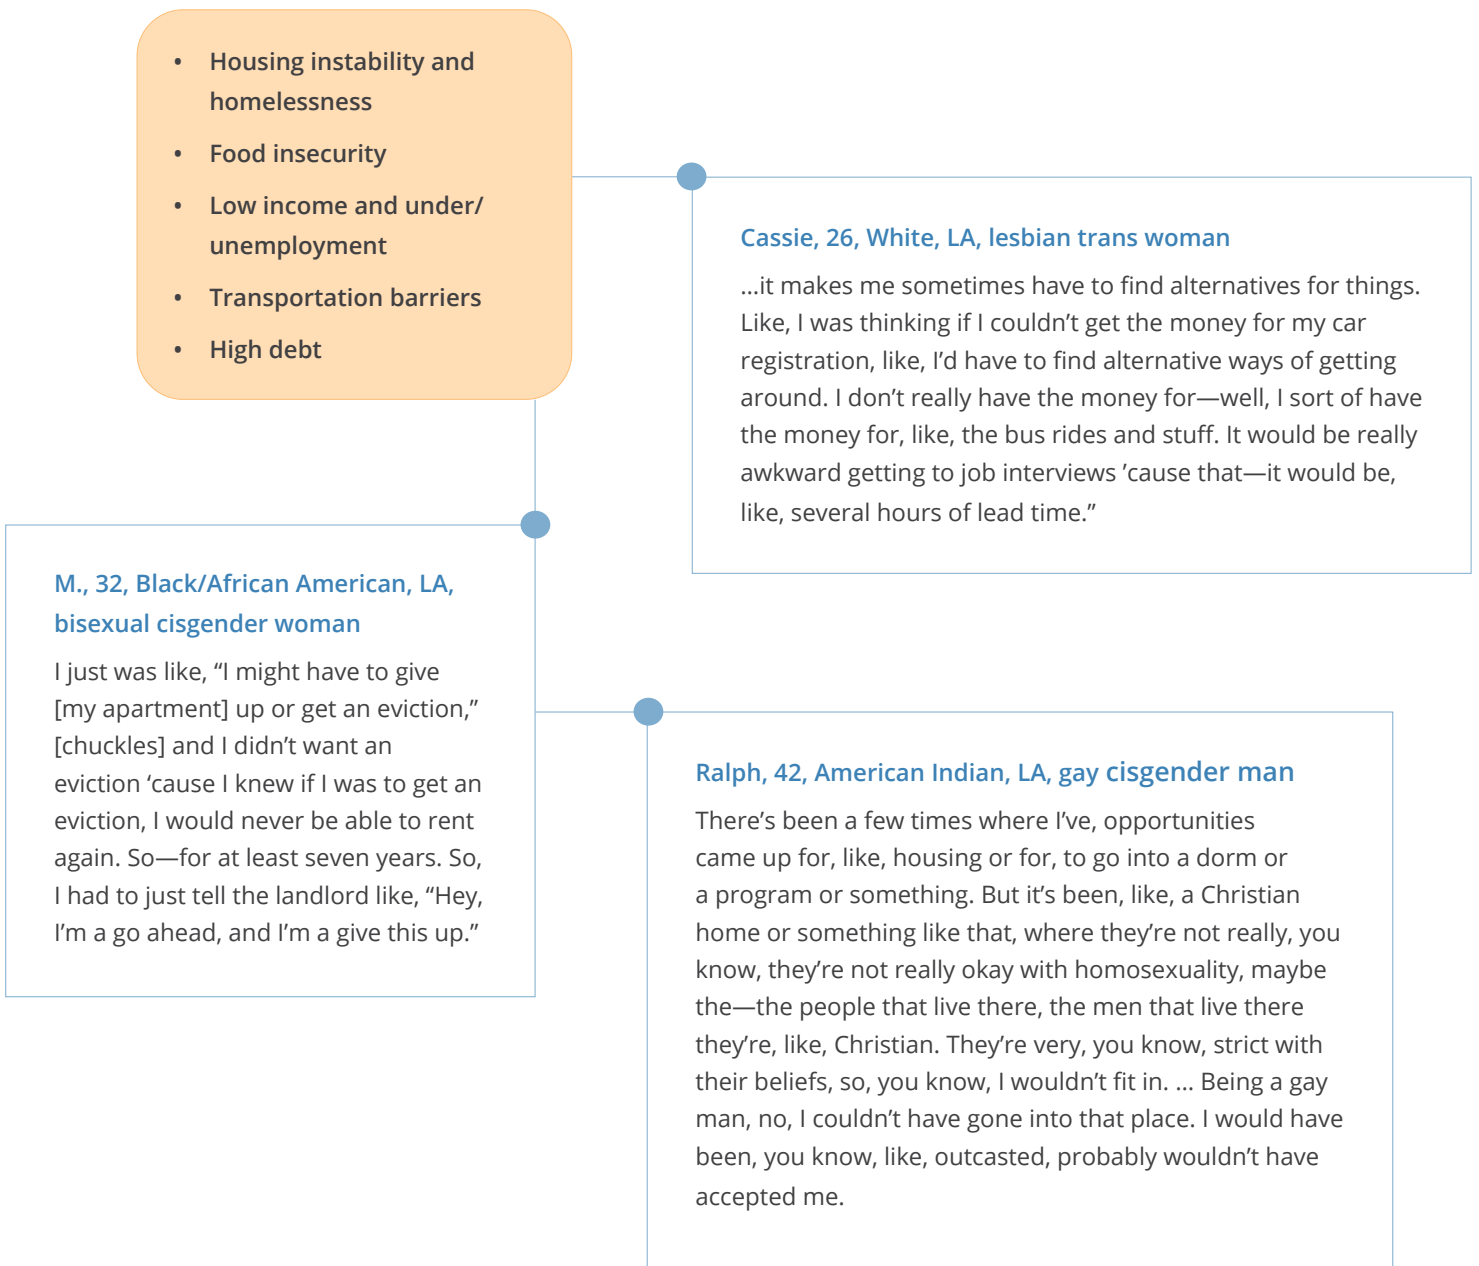 • Housing instability and
homelessness
• Food insecurity
• Low income and under/
unemployment
• Transportation barriers
• High debt
Cassie, 26, White, LA, lesbian trans woman
...it makes me sometimes have to find alternatives for things.
Like, I was thinking if I couldn’t get the money for my car
registration, like, I’d have to find alternative ways of getting
around. I don’t really have the money for—well, I sort of have
the money for, like, the bus rides and stuff. It would be really
awkward getting to job interviews ’cause that—it would be,
like, several hours of lead time.”
M., 32, Black/African American, LA,
bisexual cisgender woman
I just was like, “I might have to give
[my apartment] up or get an eviction,”
[chuckles] and I didn’t want an
eviction ‘cause I knew if I was to get an
eviction, I would never be able to rent
again. So—for at least seven years. So,
I had to just tell the landlord like, “Hey,
I’m a go ahead, and I’m a give this up.”
Ralph, 42, American Indian, LA, gay cisgender man
There’s been a few times where I’ve, opportunities
came up for, like, housing or for, to go into a dorm or
a program or something. But it’s been, like, a Christian
home or something like that, where they’re not really, you
know, they’re not really okay with homosexuality, maybe
the—the people that live there, the men that live there
they’re, like, Christian. They’re very, you know, strict with
their beliefs, so, you know, I wouldn’t fit in. ... Being a gay
man, no, I couldn’t have gone into that place. I would have
been, you know, like, outcasted, probably wouldn’t have
accepted me.